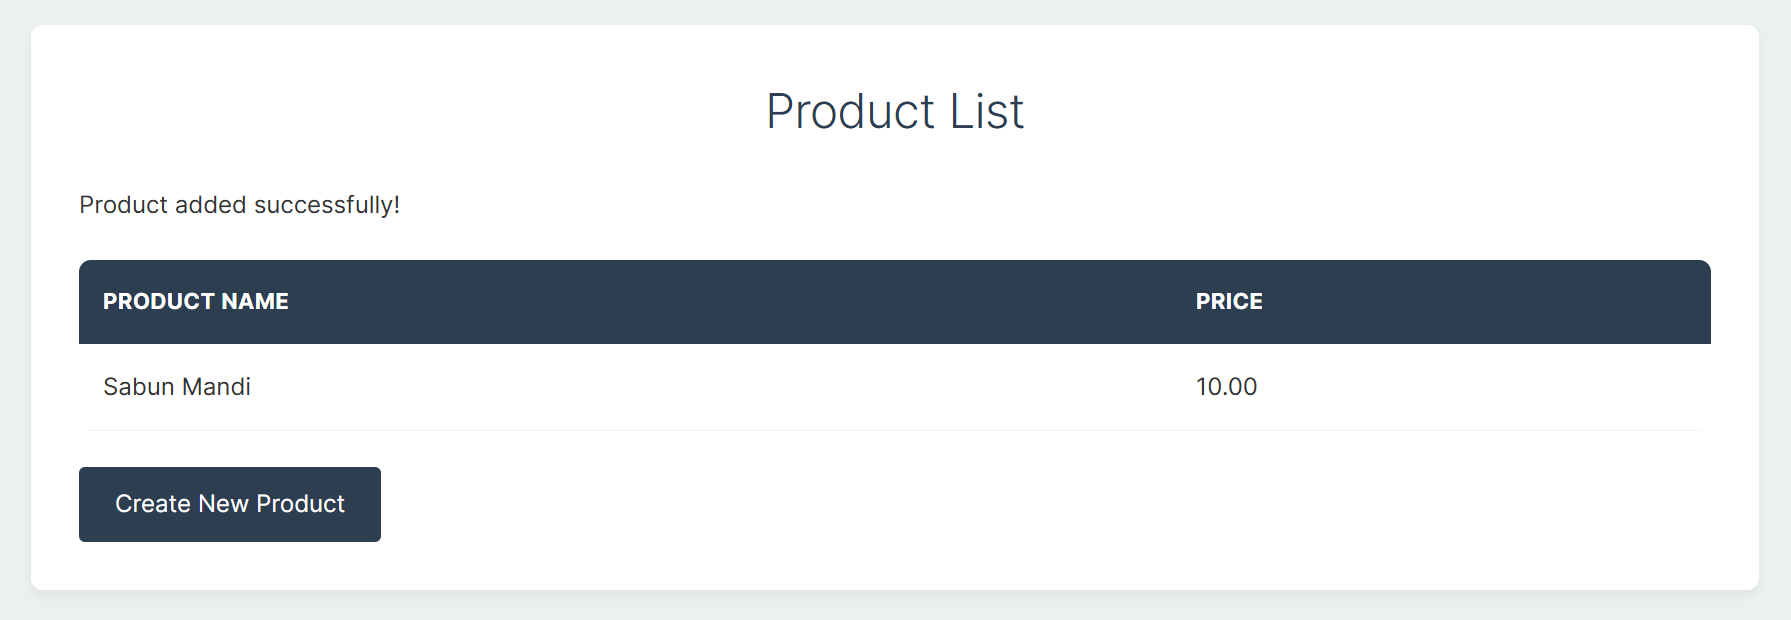 Product List
Product added successfully!
PRODUCT NAME PRICE
Sabun Mandi 10.00
Create New Product